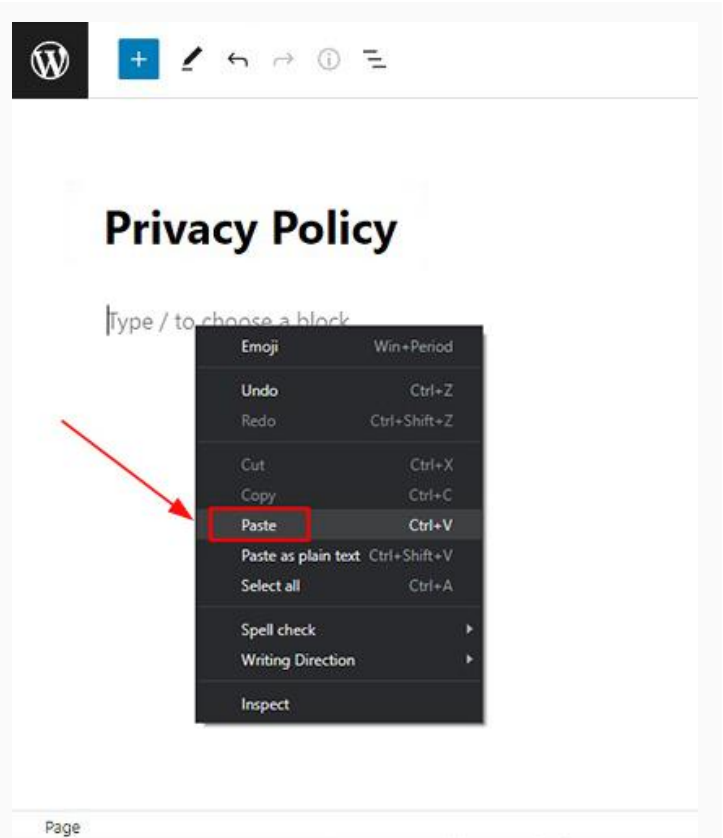 Privacy Policy
Type / to choose a block
Emoji Win+Period
Undo Ctrl+Z
Redo Ctrl+Shift+Z
Cut Ctrl+X
Copy Ctrl+C
Paste Ctrl+V
Paste as plain text Ctrl+Shift+V
Select all Ctrl+A
Spell check
Writing Direction
Inspect
Page